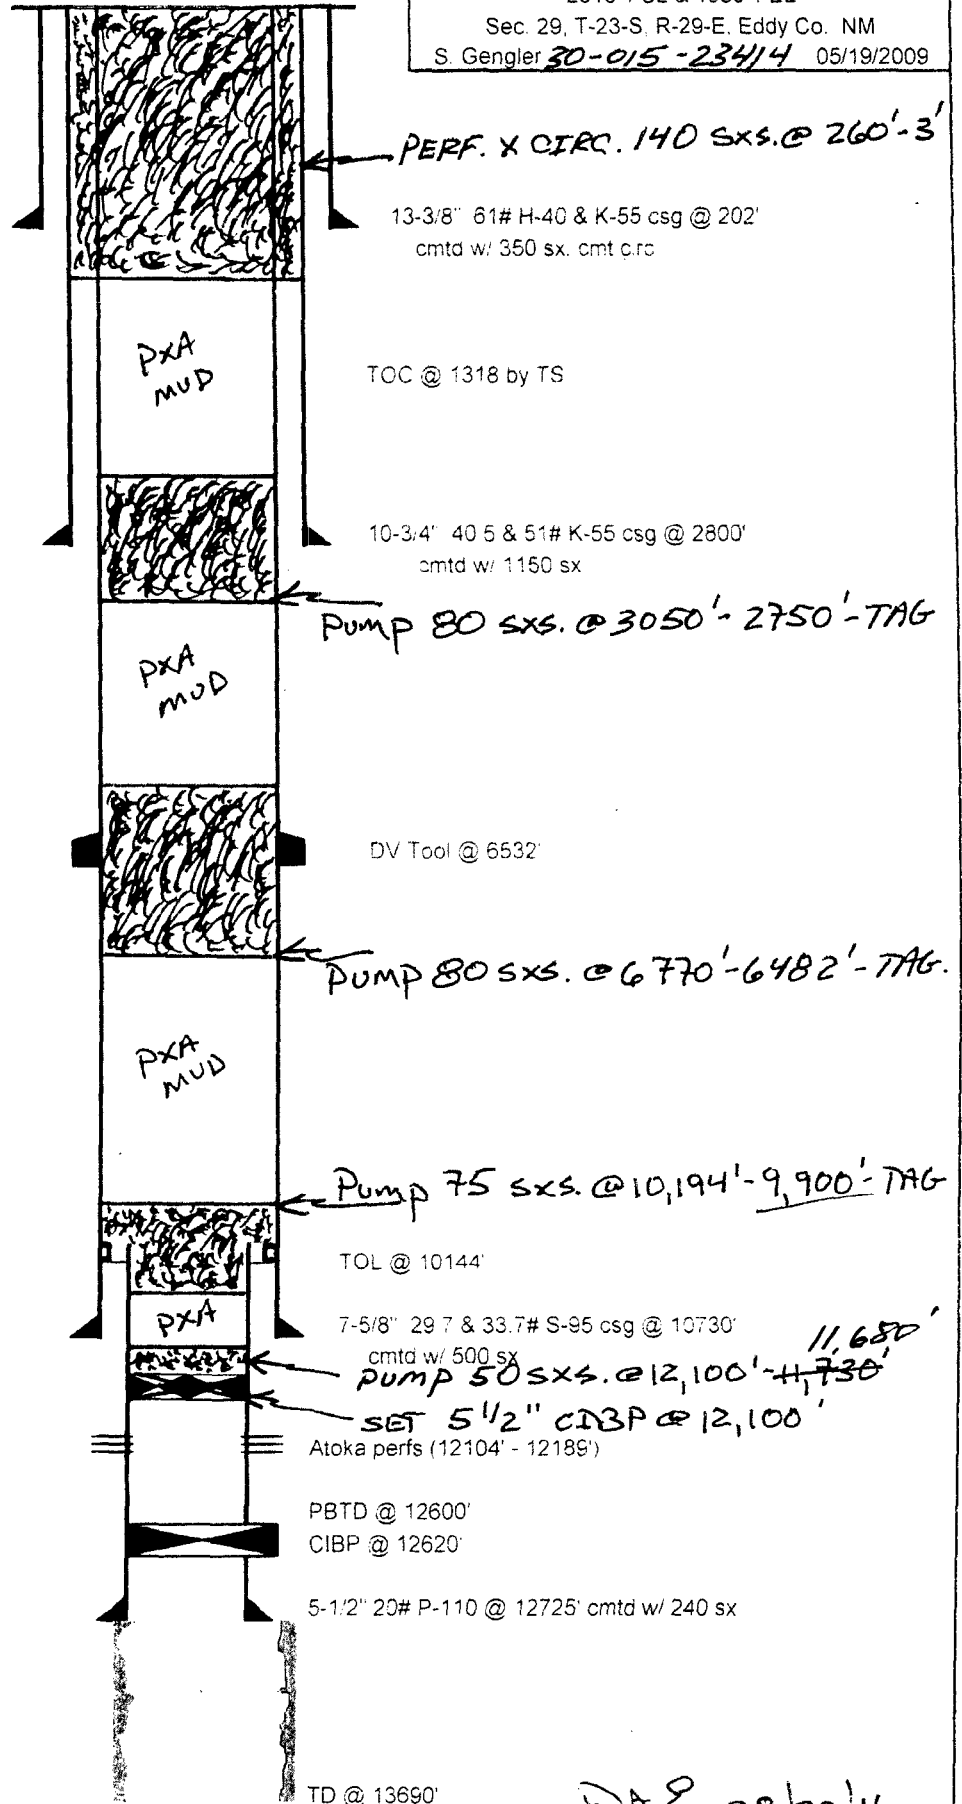 Sec. 29, T-23-S, R-29-E, Eddy Co. NM
S. Gengler 30-015-23414 05/19/2009
PERF. X CIRC. 140 SXS. @ 260'-3'
13-3/8" 61# H-40 & K-55 csg @ 202'
cmtd w/ 350 sx. cmt circ
PXA
MUD
TOC @ 1318 by TS
10-3/4" 40.5 & 51# K-55 csg @ 2800'
cmtd w/ 1150 sx
Pump 80 SXS. @ 3050'-2750'-TAG
PXA
MUD
DV Tool @ 6532'
Pump 80 SXS. @ 6770'-6482'-TAG.
PXA
MUD
Pump 75 SXS. @ 10,194'-9,900'-TAG
TOL @ 10144'
PXA
7-5/8" 29.7 & 33.7# S-95 csg @ 10730'
11,680'
cmtd w/ 500 sx
Pump 50 SXS. @ 12,100'-11,730'
SET 5 1/2" CIBP @ 12,100'
Atoka perfs (12104' - 12189')
PBTD @ 12600'
CIBP @ 12620'
5-1/2" 20# P-110 @ 12725' cmtd w/ 240 sx
TD @ 13690'